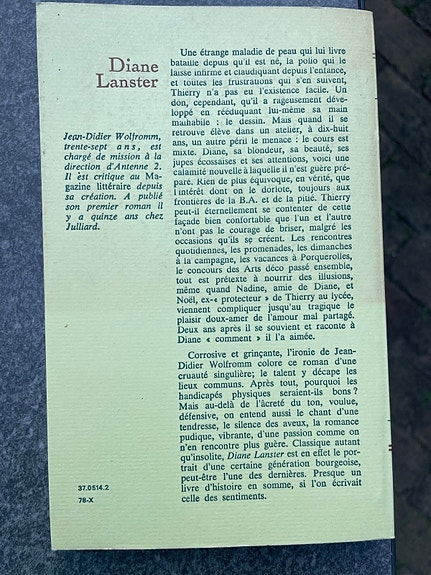 Diane
Lanster
Jean-Didier Wolfromm,
trente-sept ans, est
chargé de mission à la
direction d'Antenne 2.
Il est critique au Ma-
gazine littéraire depuis
sa création. A publié
son premier roman il
y a quinze ans chez
Julliard.
Une étrange maladie de peau qui lui livre
bataille depuis qu'il est né, la polio qui le
laisse infirme et claudiquant depuis l'enfance,
et toutes les frustrations qui s'en suivent,
Thierry n'a pas eu l'existence facile. Un
don, cependant, qu'il a rageusement déve-
loppé en rééduquant lui-même sa main
malhabile : le dessin. Mais quand il se
retrouve élève dans un atelier, à dix-huit
ans, un autre péril le menace : le cours est
mixte. Diane, sa blondeur, sa beauté, ses
jupes écossaises et ses attentions, voici une
calamité nouvelle à laquelle il n'est guère pré-
paré. Rien de plus équivoque, en vérité, que
l'intérêt dont on le dorlote, toujours aux
frontières de la B.A. et de la pitié. Thierry
peut-il éternellement se contenter de cette
façade bien confortable que l'un et l'autre
n'ont pas le courage de briser, malgré les
occasions qu'ils se créent. Les rencontres
quotidiennes, les promenades, les dimanches
à la campagne, les vacances à Porquerolles,
le concours des Arts déco passé ensemble,
tout est prétexte à nourrir des illusions,
même quand Nadine, amie de Diane, et
Noël, ex-« protecteur » de Thierry au lycée,
viennent compliquer jusqu'au tragique le
plaisir doux-amer de l'amour mal partagé.
Deux ans après il se souvient et raconte à
Diane « comment » il l'a aimée.
Corrosive et grinçante, l'ironie de Jean-
Didier Wolfromm colore ce roman d'une
cruauté singulière; le talent y décape les
lieux communs. Après tout, pourquoi les
handicapés physiques seraient-ils bons ?
Mais au-delà de l'âcreté du ton, voulue,
défensive, on entend aussi le chant d'une
tendresse, le silence des aveux, la romance
pudique, vibrante, d'une passion comme on
n'en rencontre plus guère. Classique autant
qu'insolite, Diane Lanster est en effet le por-
trait d'une certaine génération bourgeoise,
peut-être l'une des dernières. Presque un
livre d'histoire en somme, si l'on écrivait
celle des sentiments.
37.0514.2
78-X